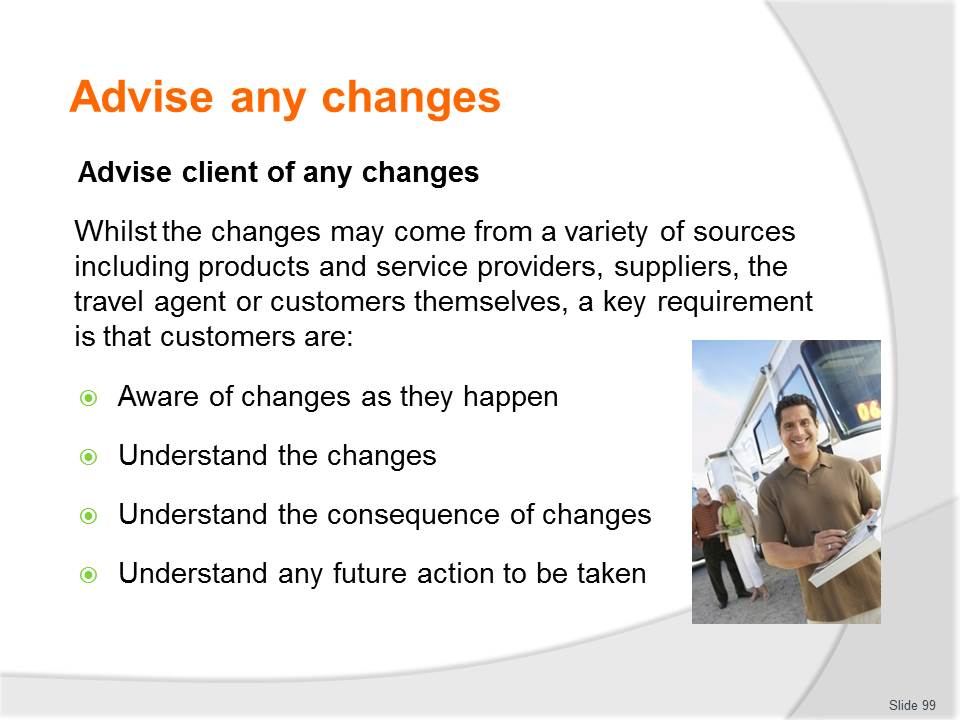 Advise any changes
Advise client of any changes
Whilst the changes may come from a variety of sources
including products and service providers, suppliers, the
travel agent or customers themselves, a key requirement
is that customers are:
Aware of changes as they happen
Understand the changes
Understand the consequence of changes
Understand any future action to be taken
06
Slide 99